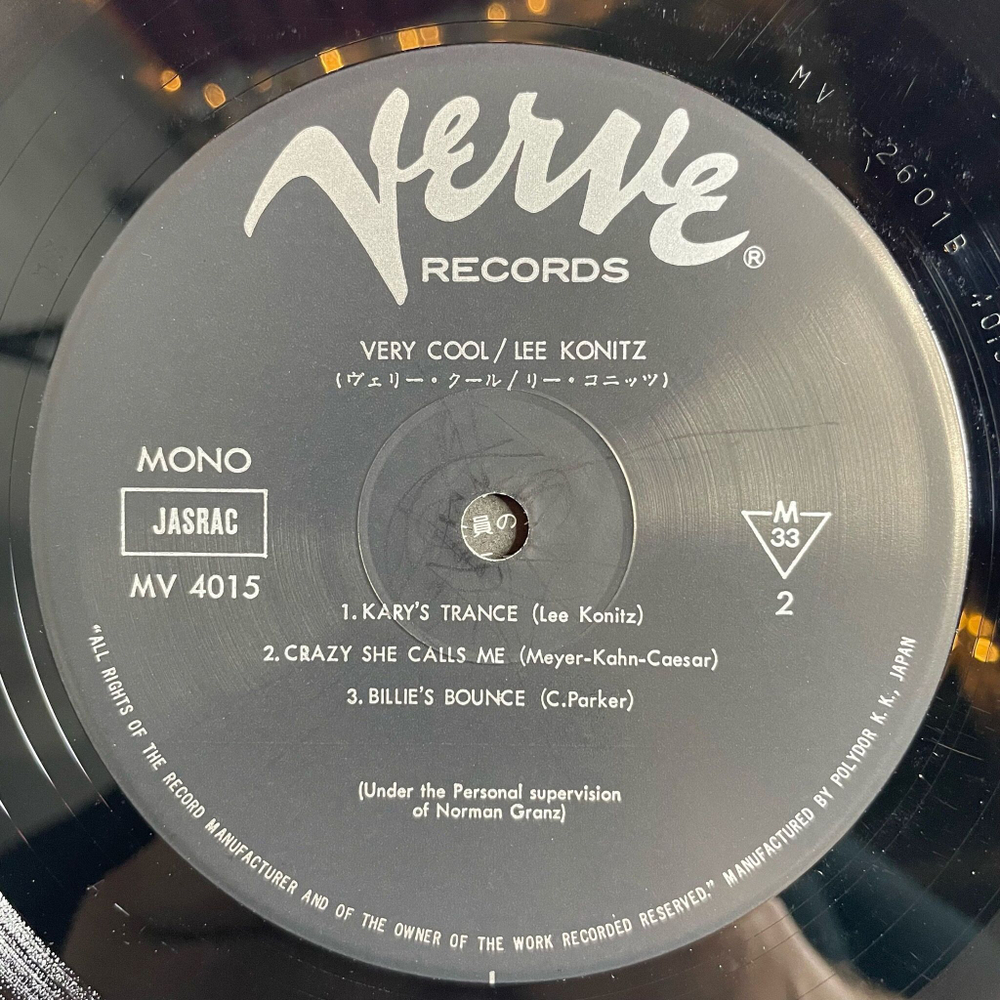 VERVE
RECORDS
®
VERY COOL / LEE KONITZ
(ヴェリー・クール/リー・コニッツ)
MONO
JASRAC
MV 4015
M
33
2
員の
1. KARY'S TRANCE (Lee Konitz)
2. CRAZY SHE CALLS ME (Meyer-Kahn-Caesar)
3. BILLIE'S BOUNCE (C.Parker)
(Under the Personal supervision
of Norman Granz)
"ALL RIGHTS OF THE RECORD MANUFACTURER AND OF THE OWNER OF THE WORK RECORDED RESERVED." MANUFACTURED BY POLYDOR K. K., JAPAN
MV 2601B